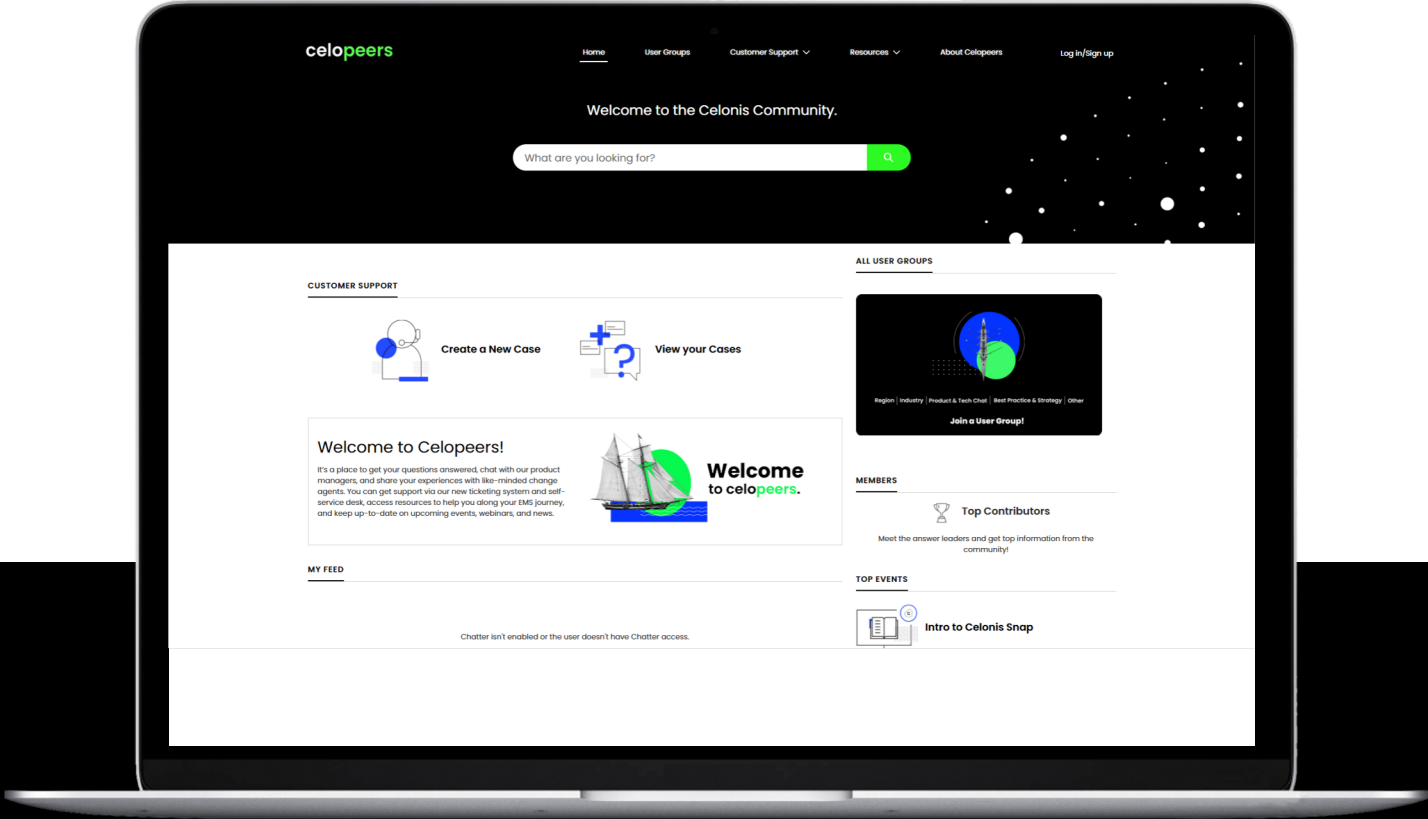 celopeers
Home
User Groups
Customer Support
Resources
About Celopeers
Log in/Sign up
Welcome to the Celonis Community.
What are you looking for?
CUSTOMER SUPPORT
Create a New Case
View your Cases
Welcome to Celopeers!
It's a place to get your questions answered, chat with our product
managers, and share your experiences with like-minded change
agents. You can get support via our new ticketing system and self-
service desk, access resources to help you along your EMS journey,
and keep up-to-date on upcoming events, webinars, and news.
Welcome
to celopeers.
MY FEED
Chatter isn't enabled or the user doesn't have Chatter access.
ALL USER GROUPS
Region | Industry | Product & Tech Chat | Best Practice & Strategy | Other
Join a User Group!
MEMBERS
Top Contributors
Meet the answer leaders and get top information from the
community!
TOP EVENTS
Intro to Celonis Snap